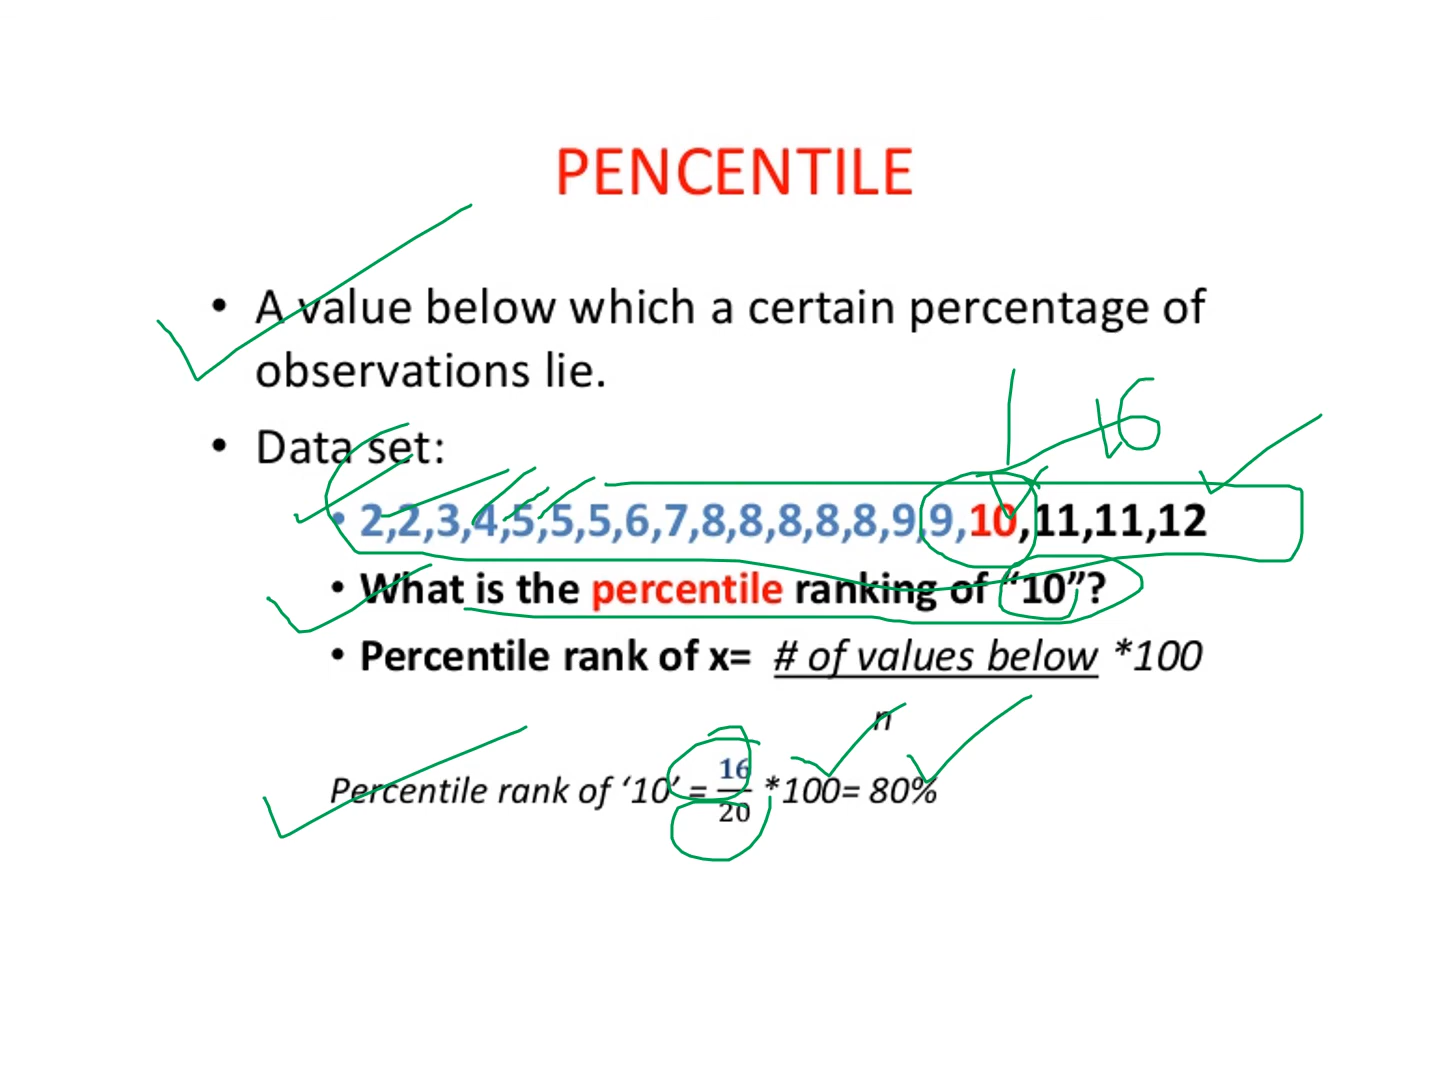 PENCENTILE
• A value below which a certain percentage of
observations lie.
• Data set:
16
• 2,2,3,4,5,5,5,6,7,8,8,8,8,8,9,9,10,11,11,12
• What is the percentile ranking of “10”?
• Percentile rank of x= # of values below *100
n
Percentile rank of ‘10’ = 16/20 *100= 80%